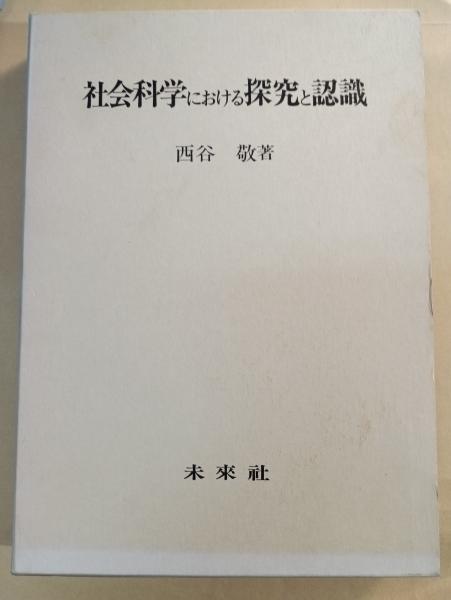 社会科学における探究と認識
西谷 敬著
未來社